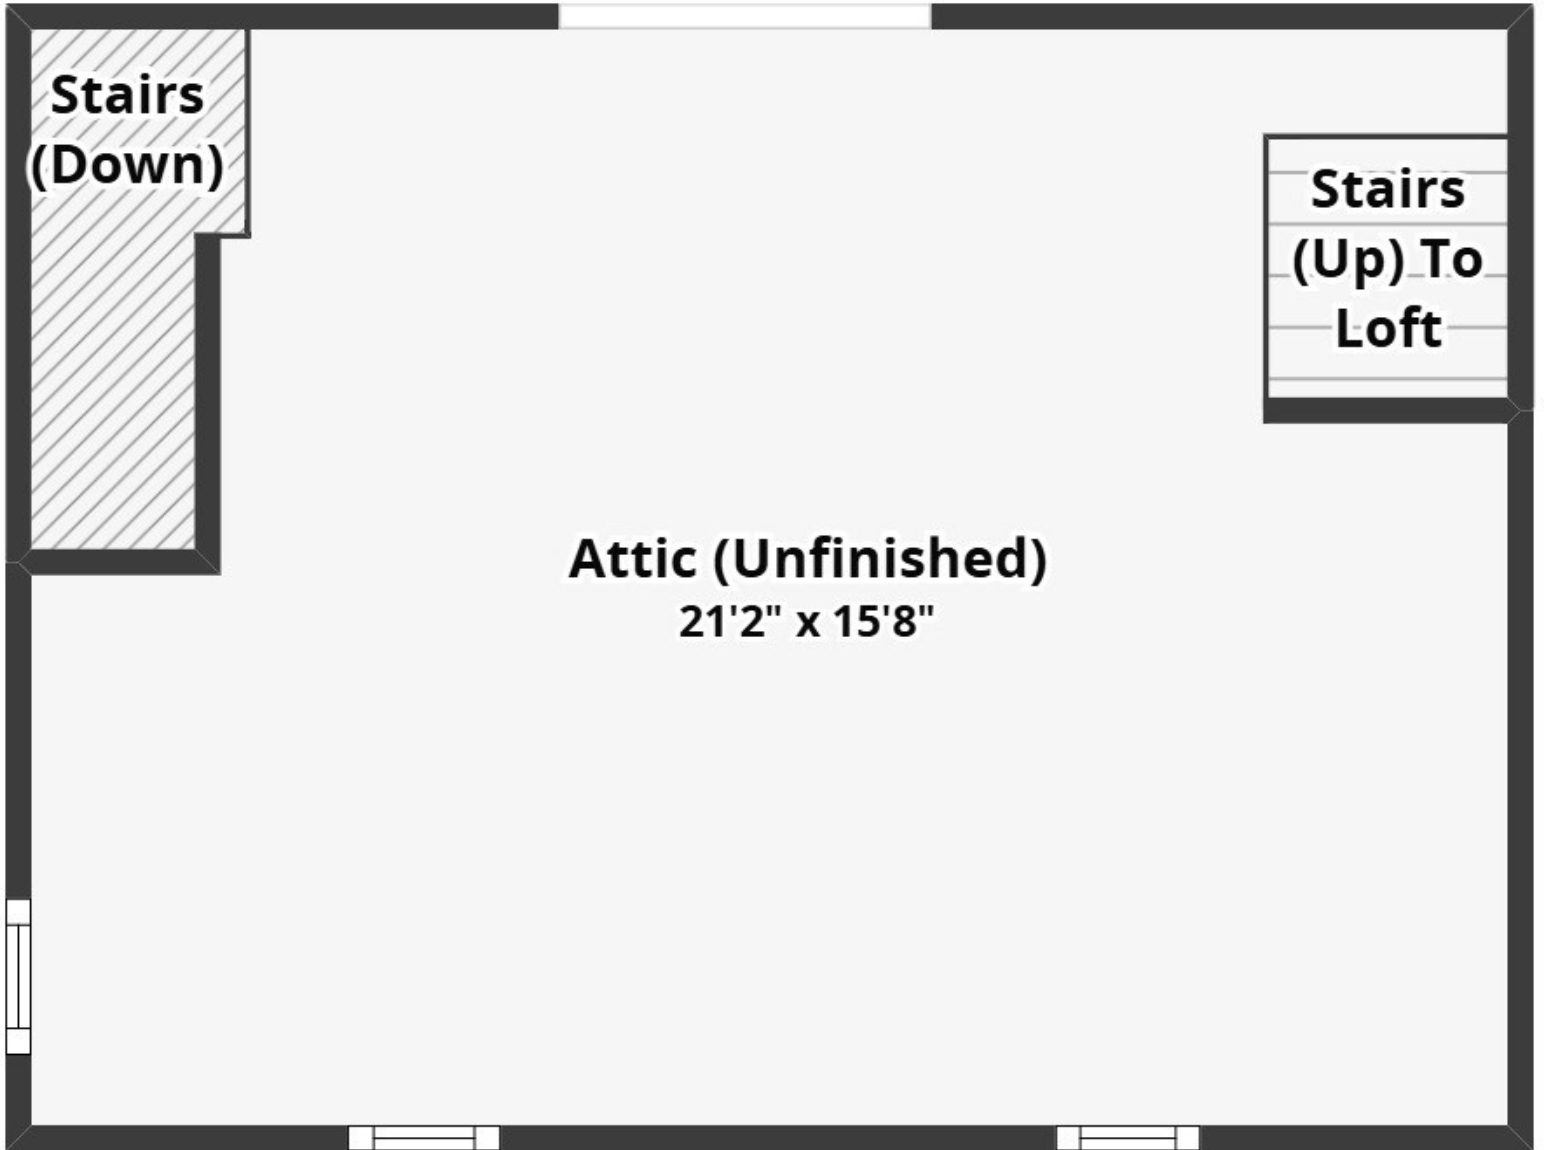 Stairs
(Down)
Stairs
(Up) To
Loft
Attic (Unfinished)
21'2" x 15'8"